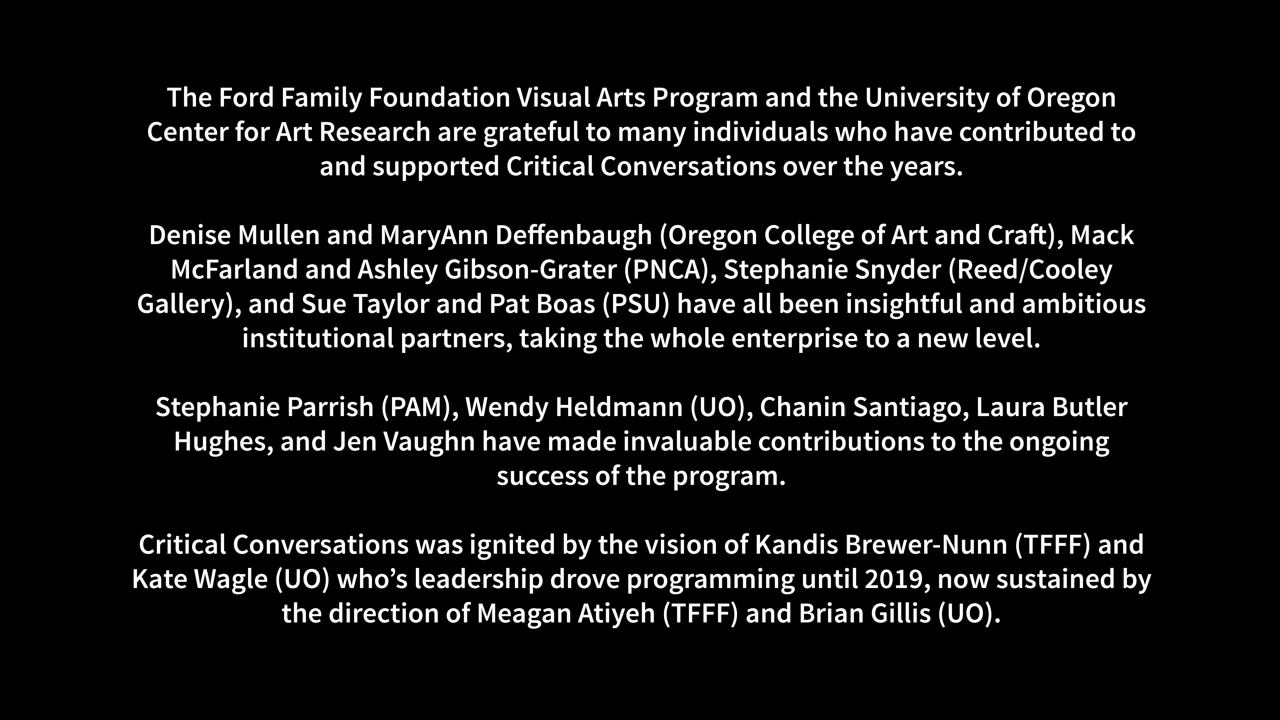 The Ford Family Foundation Visual Arts Program and the University of Oregon
Center for Art Research are grateful to many individuals who have contributed to
and supported Critical Conversations over the years.
Denise Mullen and MaryAnn Deffenbaugh (Oregon College of Art and Craft), Mack
McFarland and Ashley Gibson-Grater (PNCA), Stephanie Snyder (Reed/Cooley
Gallery), and Sue Taylor and Pat Boas (PSU) have all been insightful and ambitious
institutional partners, taking the whole enterprise to a new level.
Stephanie Parrish (PAM), Wendy Heldmann (UO), Chanin Santiago, Laura Butler
Hughes, and Jen Vaughn have made invaluable contributions to the ongoing
success of the program.
Critical Conversations was ignited by the vision of Kandis Brewer-Nunn (TFFF) and
Kate Wagle (UO) who’s leadership drove programming until 2019, now sustained by
the direction of Meagan Atiyeh (TFFF) and Brian Gillis (UO).